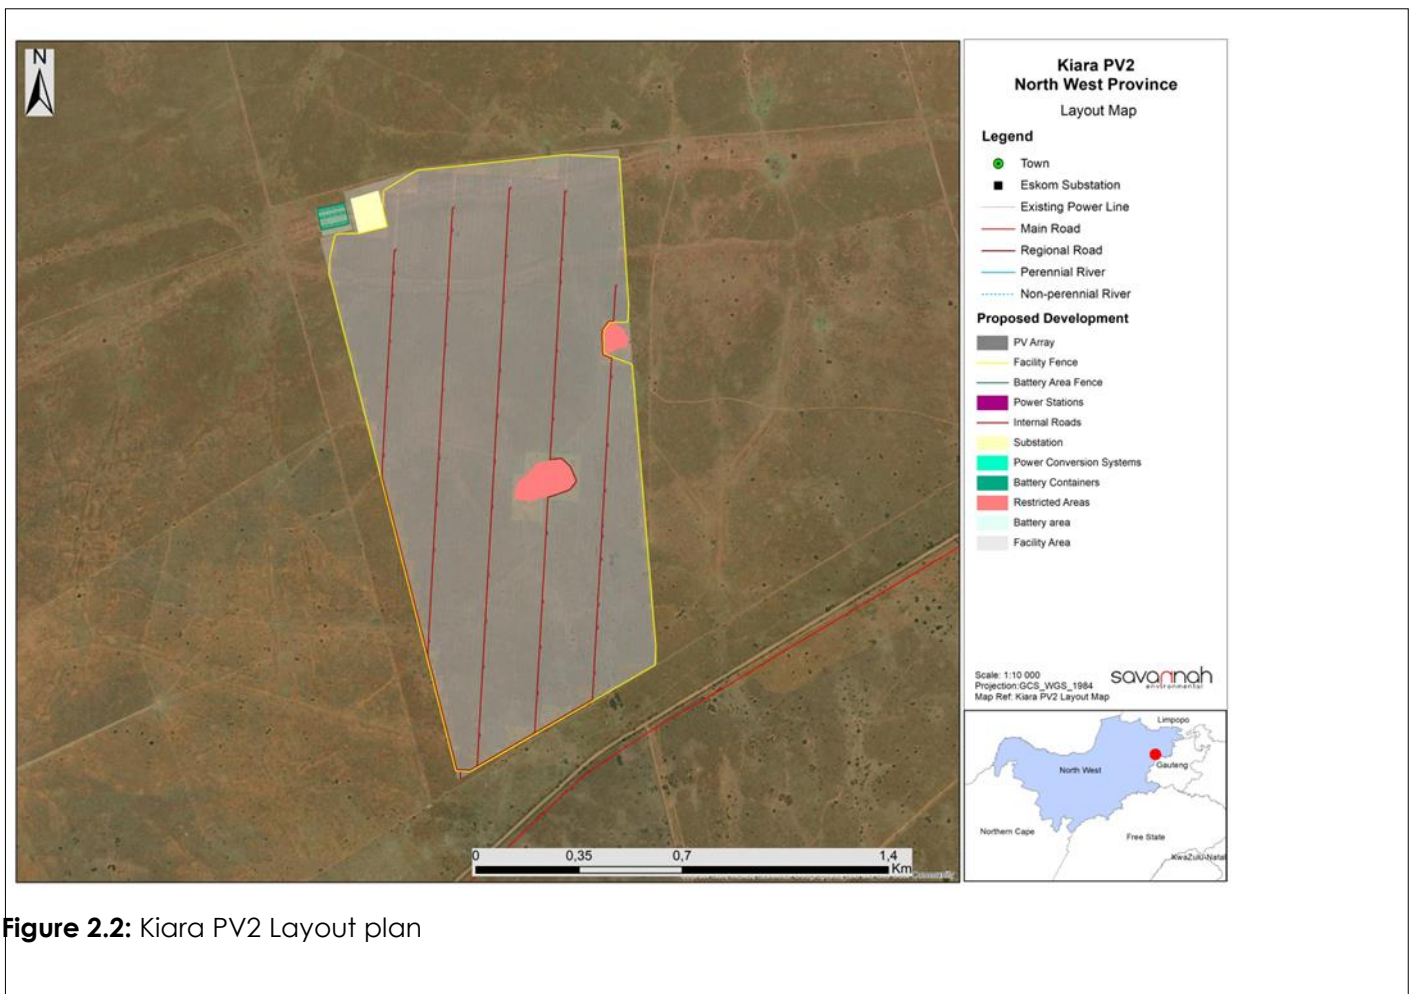 N
Kiara PV2
North West Province
Layout Map
Legend
Town
Eskom Substation
Existing Power Line
Main Road
Regional Road
Perennial River
Non-perennial River
Proposed Development
PV Array
Facility Fence
Battery Area Fence
Power Stations
Internal Roads
Substation
Power Conversion Systems
Battery Containers
Restricted Areas
Battery area
Facility Area
Scale: 1:10 000
Projection:GCS_WGS_1984
Map Ref: Kiara PV2 Layout Map
savannah
environmental
Limpopo
North West
Gauteng
Northern Cape
Free State
KwaZulu-Natal
0 0,35 0,7 1,4
Km
Community
Figure 2.2: Kiara PV2 Layout plan